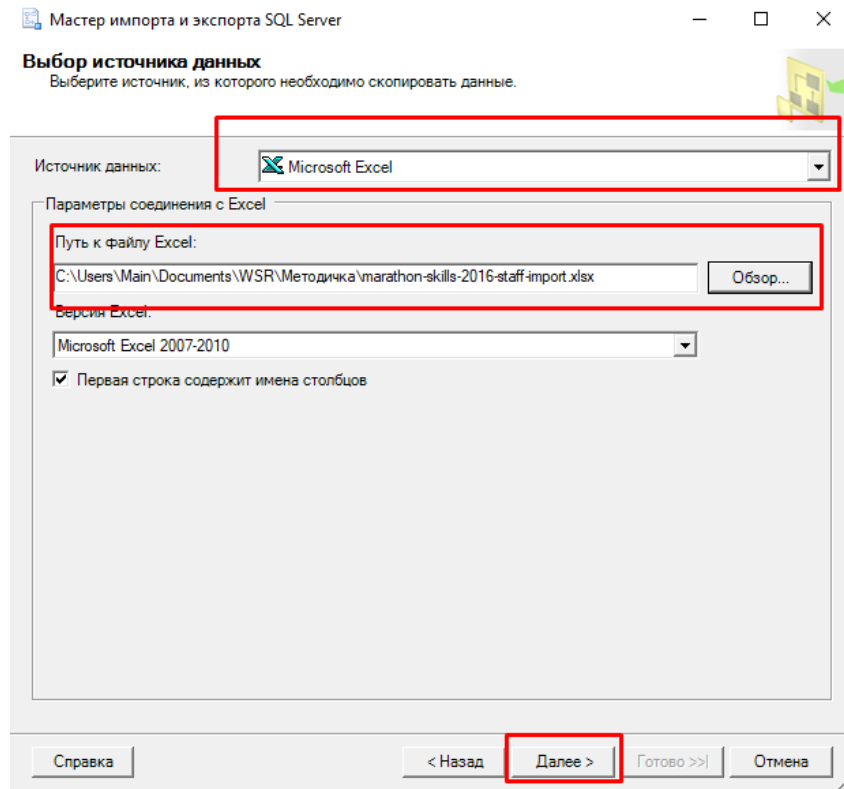 Мастер импорта и экспорта SQL Server
Выбор источника данных
Выберите источник, из которого необходимо скопировать данные.
Источник данных: Microsoft Excel
Параметры соединения с Excel
Путь к файлу Excel:
C:\Users\Main\Documents\WSR\Методичка\marathon-skills-2016-staff-import.xlsx Обзор...
Версия Excel:
Microsoft Excel 2007-2010
Первая строка содержит имена столбцов
Справка < Назад Далее > Готово >>| Отмена